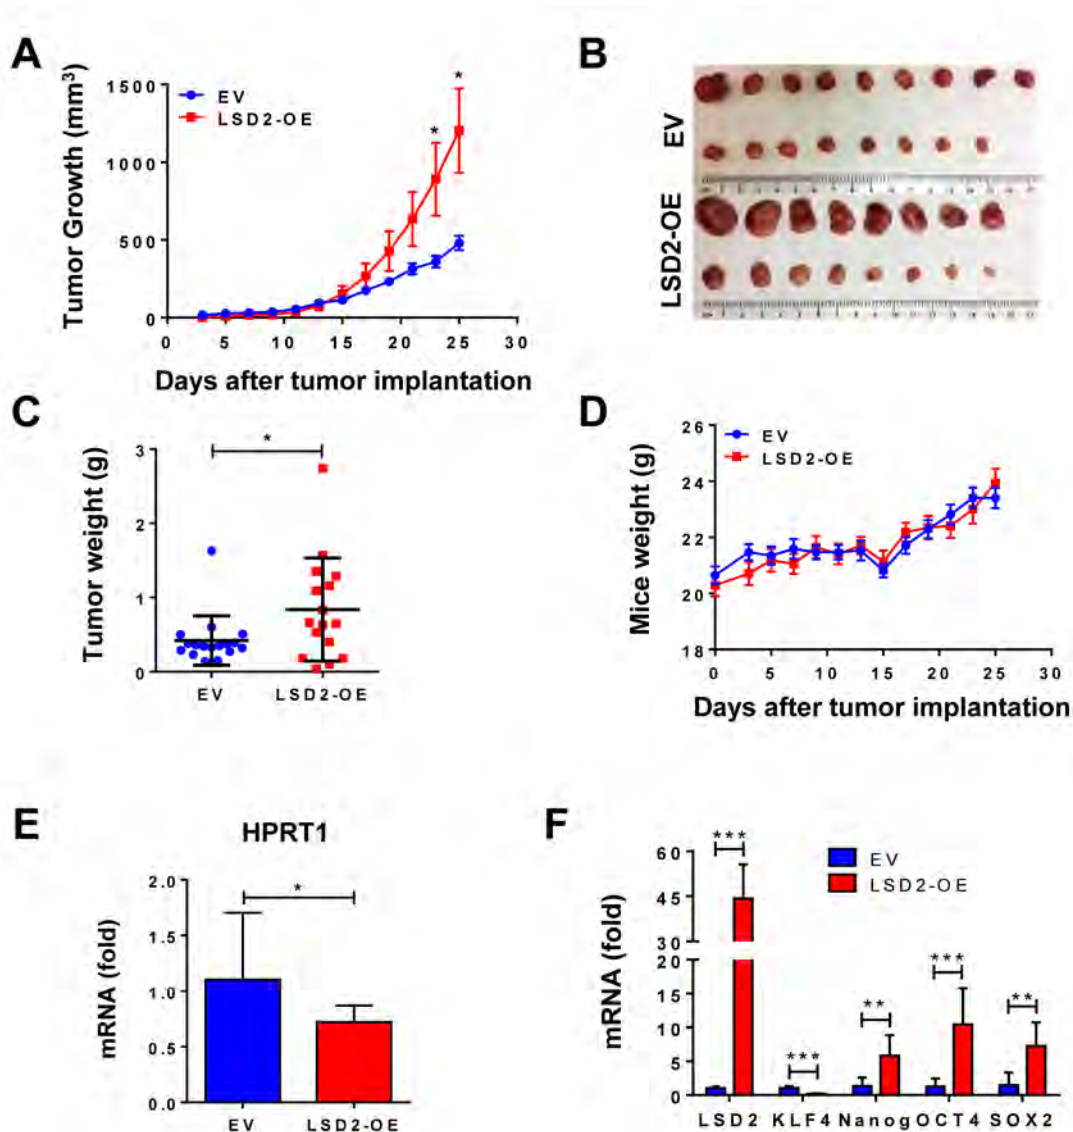 A
Tumor Growth (mm³)
1500
1000
500
0
EV
LSD2-OE
*
*
0 5 10 15 20 25 30
Days after tumor implantation
B
EV
LSD2-OE
C
Tumor weight (g)
3
2
1
0
*
EV LSD2-OE
D
Mice weight (g)
26
24
22
20
18
EV
LSD2-OE
0 5 10 15 20 25 30
Days after tumor implantation
E
HPRT1
mRNA (fold)
2.0
1.5
1.0
0.5
0.0
*
EV LSD2-OE
F
mRNA (fold)
60
45
30
20
15
10
5
0
EV
LSD2-OE
***
***
**
***
**
LSD2 KLF4 Nanog OCT4 SOX2